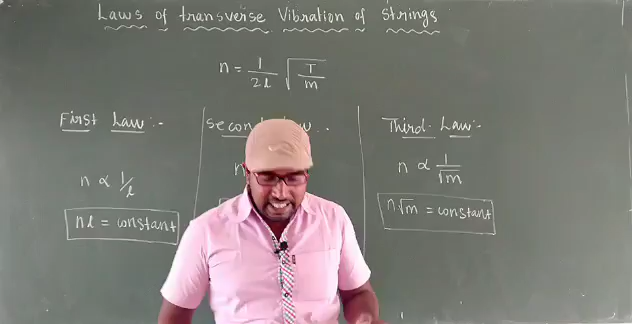 Laws of transverse Vibration of Strings
n = 1/2l √T/m
First Law :-
n ∝ 1/l
nl = constant
Third Law :-
n ∝ 1/√m
n√m = constant